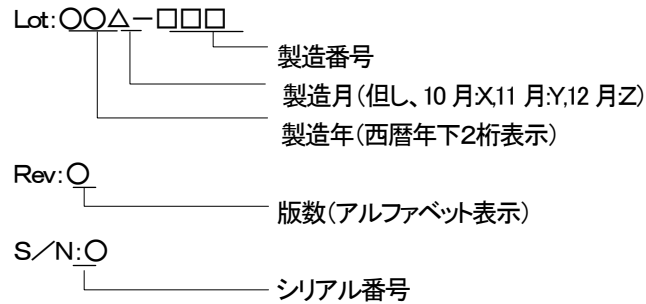 Lot:〇〇△－□□□
製造番号
製造月(但し、10月:X,11月:Y,12月:Z)
製造年(西暦年下2桁表示)
Rev:〇
版数(アルファベット表示)
S／N:〇
シリアル番号